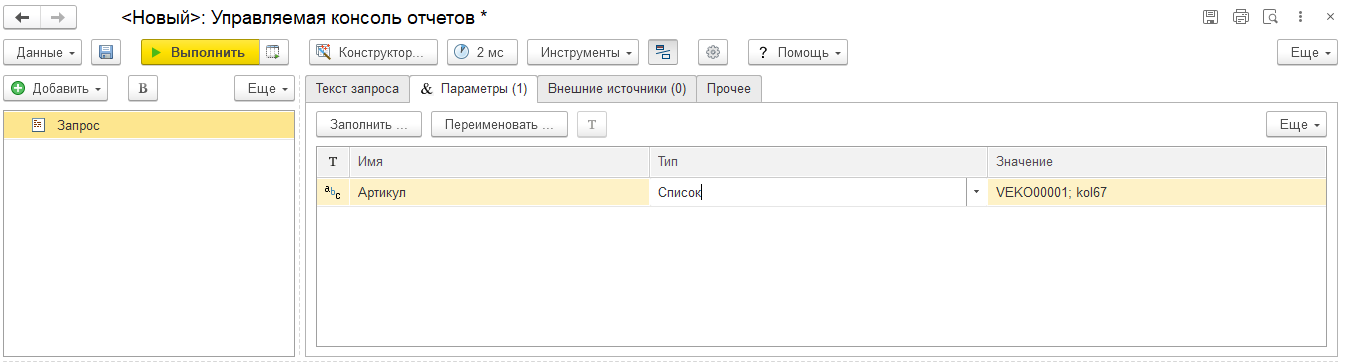 <Новый>: Управляемая консоль отчетов *
Данные Выполнить Конструктор... 2 мс Инструменты ? Помощь Еще
Добавить В Еще
Текст запроса & Параметры (1) Внешние источники (0) Прочее
Запрос
Заполнить ... Переименовать ... Т Еще
Т Имя Тип Значение
abc Артикул Список VEKO00001; kol67